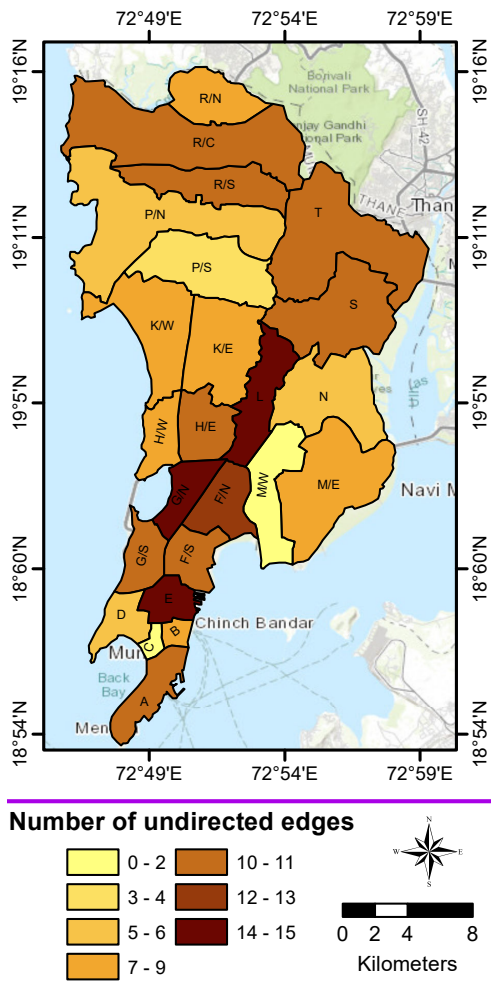 72°49'E 72°54'E 72°59'E
19°16'N 19°16'N
Borivali
National Park
R/N
njay Gandhi
ional Park
SH 42
R/C
R/S
THANE
Than
T
P/N
19°11'N 19°11'N
P/S
S
K/W
K/E
L
N
19°5'N 19°5'N
H/W
H/E
M/W
M/E
Navi M
G/N
F/N
G/S
F/S
18°60'N 18°60'N
E
D
B
Chinch Bandar
C
Mum
Back
Bay
A
Men
18°54'N 18°54'N
72°49'E 72°54'E 72°59'E
Number of undirected edges
0 - 2 10 - 11
3 - 4 12 - 13
5 - 6 14 - 15
7 - 9
N
W E
S
0 2 4 8
Kilometers